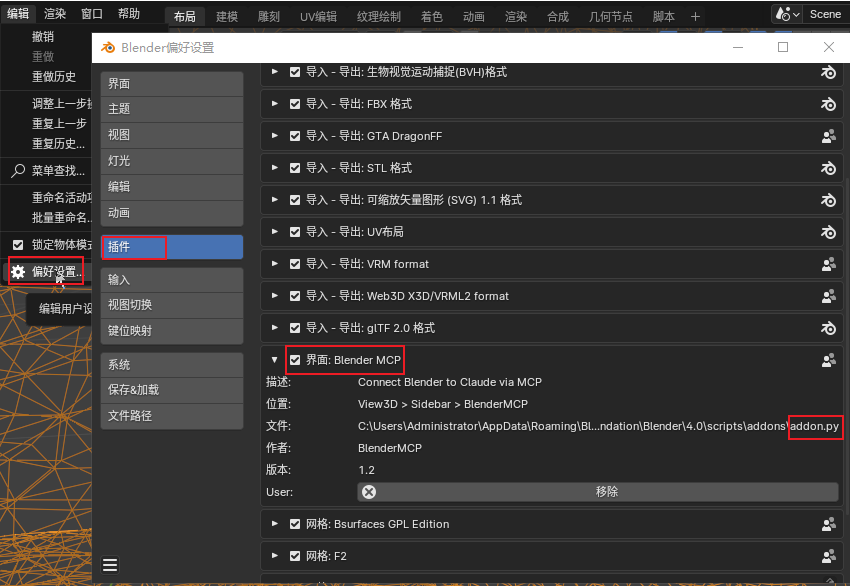 编辑 渲染 窗口 帮助 布局 建模 雕刻 UV编辑 纹理绘制 着色 动画 渲染 合成 几何节点 脚本 + Scene
撤销
重做
重做历史
调整上一步
重复上一步
重复历史...
菜单查找...
重命名活动
批量重命名..
锁定物体模式
偏好设置..
编辑用户设
Blender偏好设置
界面
主题
视图
灯光
编辑
动画
插件
输入
视图切换
键位映射
系统
保存&加载
文件路径
导入 - 导出: 生物视觉运动捕捉(BVH)格式
导入 - 导出: FBX 格式
导入 - 导出: GTA DragonFF
导入 - 导出: STL 格式
导入 - 导出: 可缩放矢量图形 (SVG) 1.1 格式
导入 - 导出: UV布局
导入 - 导出: VRM format
导入 - 导出: Web3D X3D/VRML2 format
导入 - 导出: glTF 2.0 格式
界面: Blender MCP
描述: Connect Blender to Claude via MCP
位置: View3D > Sidebar > BlenderMCP
文件: C:\Users\Administrator\AppData\Roaming\Bl...ndation\Blender\4.0\scripts\addons\addon.py
作者: BlenderMCP
版本: 1.2
User: 移除
网格: Bsurfaces GPL Edition
网格: F2